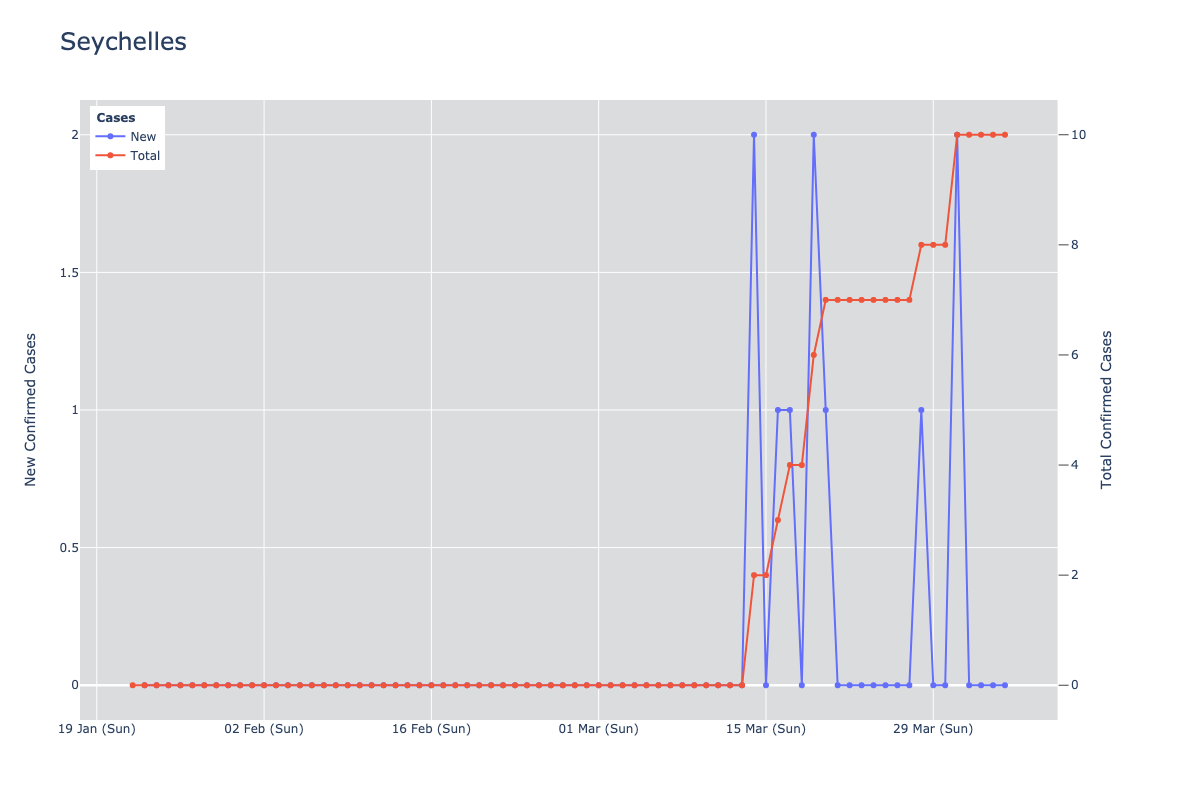 Seychelles
Cases
New
Total
2
1.5
1
0.5
0
10
8
6
4
2
0
New Confirmed Cases
Total Confirmed Cases
19 Jan (Sun)
02 Feb (Sun)
16 Feb (Sun)
01 Mar (Sun)
15 Mar (Sun)
29 Mar (Sun)